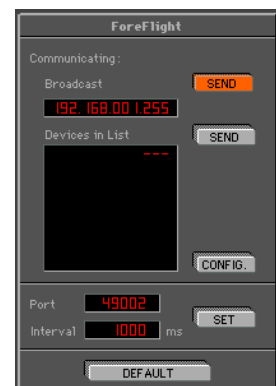 ForeFlight
Communicating:
Broadcast
SEND
192.168.001.255
Devices in List
SEND
---
CONFIG.
Port 49002
SET
Interval 1000 ms
DEFAULT